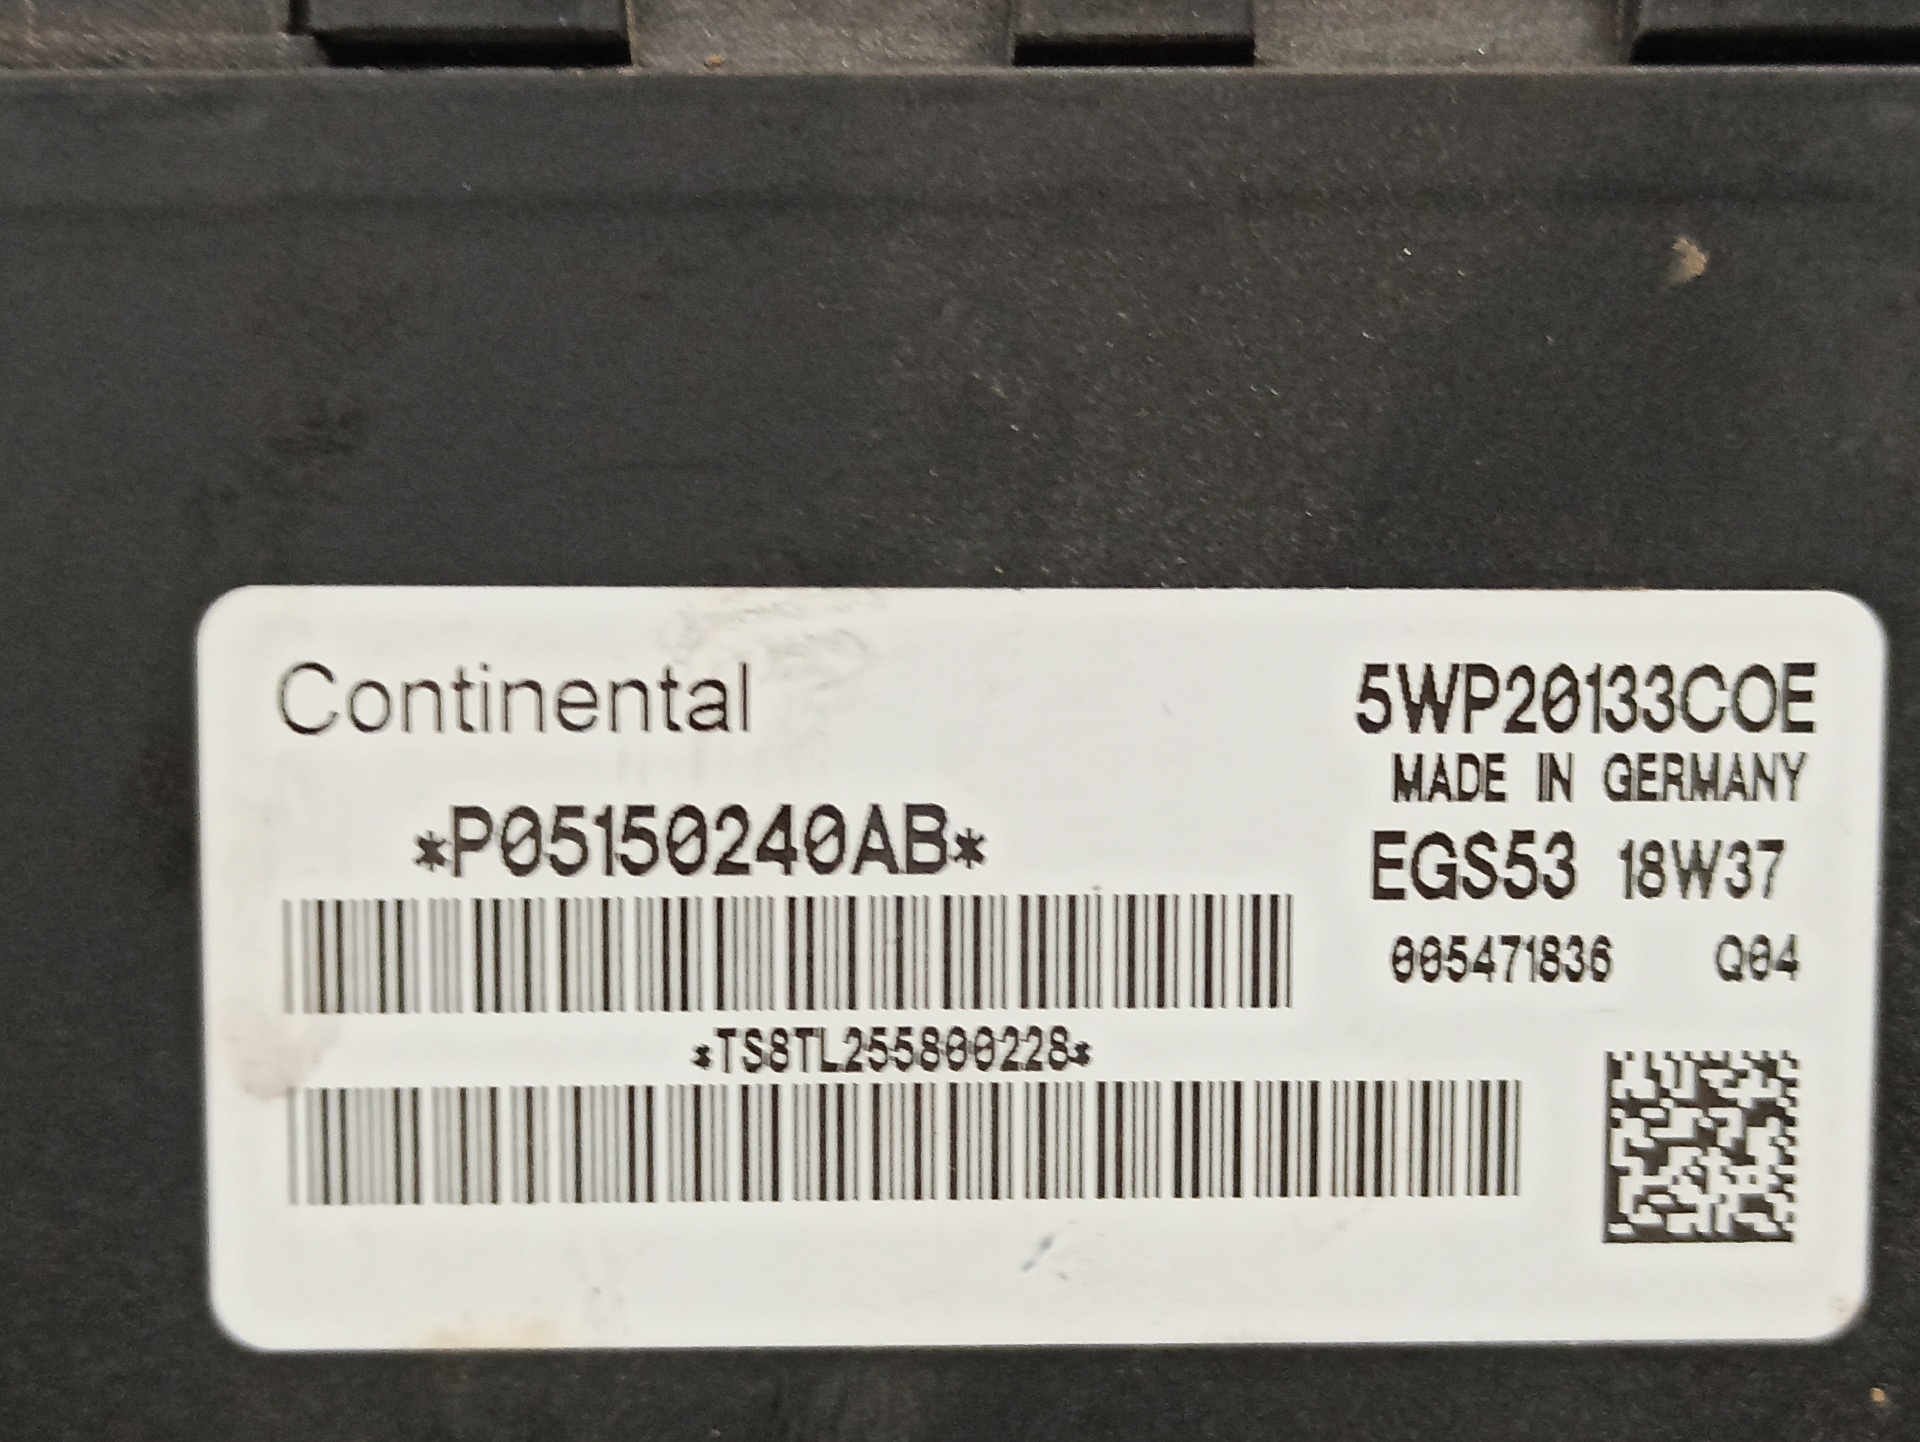 Continental
5WP20133COE
MADE IN GERMANY
*P05150240AB*
EGS53 18W37
005471836 Q04
*TS8TL255800228*